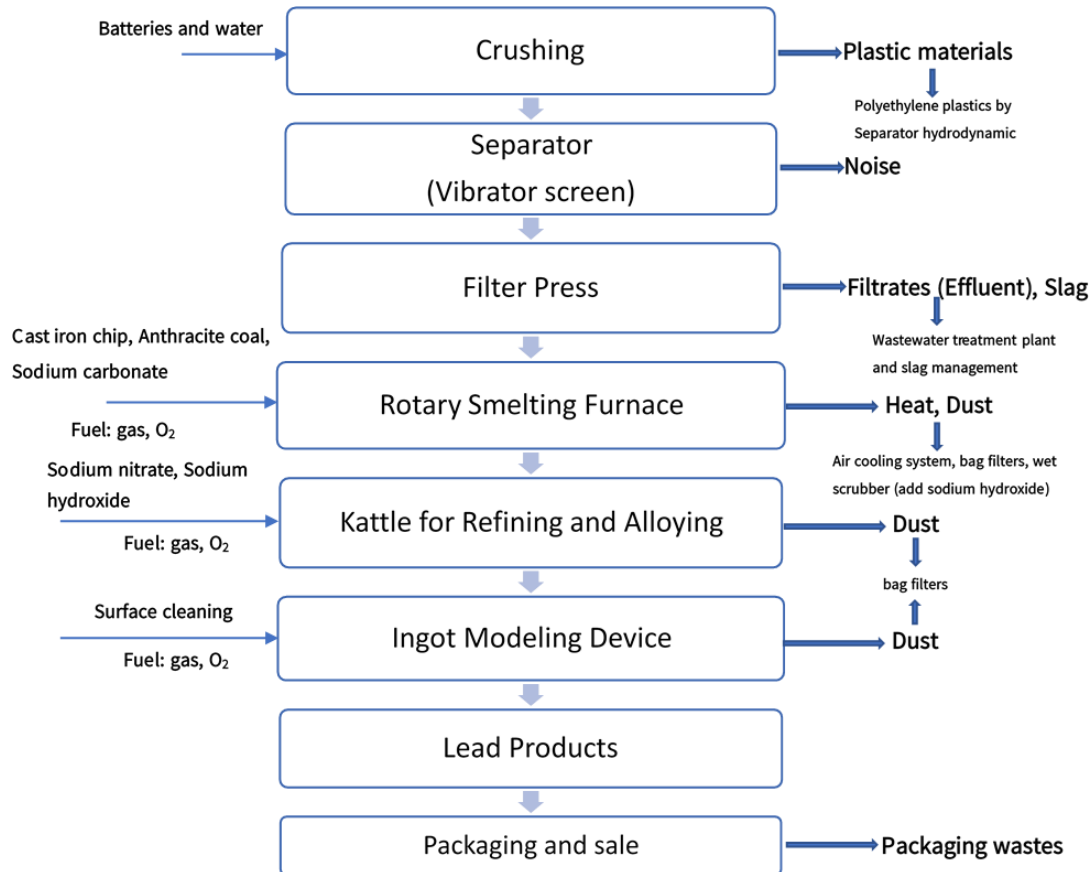 Batteries and water
Crushing
Plastic materials
Polyethylene plastics by
Separator hydrodynamic
Separator
(Vibrator screen)
Noise
Filter Press
Filtrates (Effluent), Slag
Wastewater treatment plant
and slag management
Cast iron chip, Anthracite coal,
Sodium carbonate
Fuel: gas, O₂
Rotary Smelting Furnace
Heat, Dust
Air cooling system, bag filters, wet
scrubber (add sodium hydroxide)
Sodium nitrate, Sodium
hydroxide
Fuel: gas, O₂
Kattle for Refining and Alloying
Dust
bag filters
Surface cleaning
Fuel: gas, O₂
Ingot Modeling Device
Dust
Lead Products
Packaging and sale
Packaging wastes